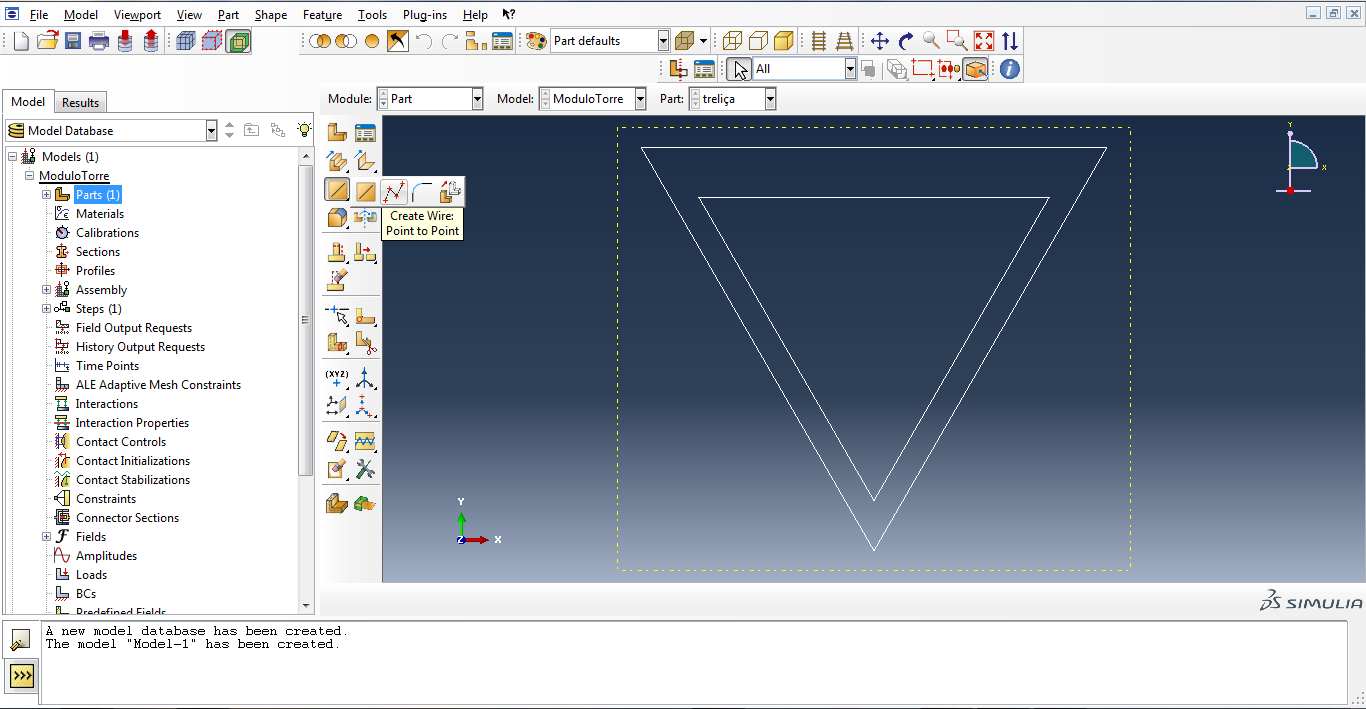 File Model Viewport View Part Shape Feature Tools Plug-ins Help
Part defaults
All
Model Results
Module: Part Model: ModuloTorre Part: treliça
Model Database
Models (1)
ModuloTorre
Parts (1)
Materials
Calibrations
Sections
Profiles
Assembly
Steps (1)
Field Output Requests
History Output Requests
Time Points
ALE Adaptive Mesh Constraints
Interactions
Interaction Properties
Contact Controls
Contact Initializations
Contact Stabilizations
Constraints
Connector Sections
Fields
Amplitudes
Loads
BCs
Predefined Fields
Create Wire:
Point to Point
(XYZ)
Y
X
Y
Z X
SIMULIA
A new model database has been created.
The model "Model-1" has been created.